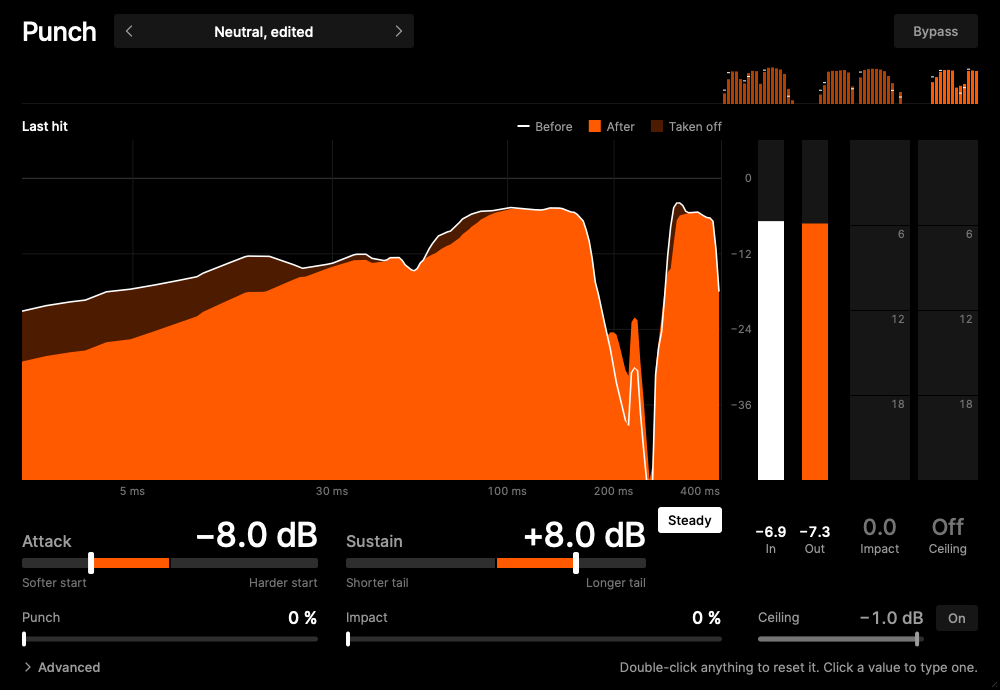 Punch
Neutral, edited
Bypass
Last hit
Before
After
Taken off
0
−12
−24
−36
6
12
18
6
12
18
5 ms
30 ms
100 ms
200 ms
400 ms
Attack
−8.0 dB
Softer start
Harder start
Sustain
+8.0 dB
Shorter tail
Longer tail
Steady
−6.9
In
−7.3
Out
0.0
Impact
Off
Ceiling
Punch
0 %
Impact
0 %
Ceiling
−1.0 dB
On
Advanced
Double-click anything to reset it. Click a value to type one.